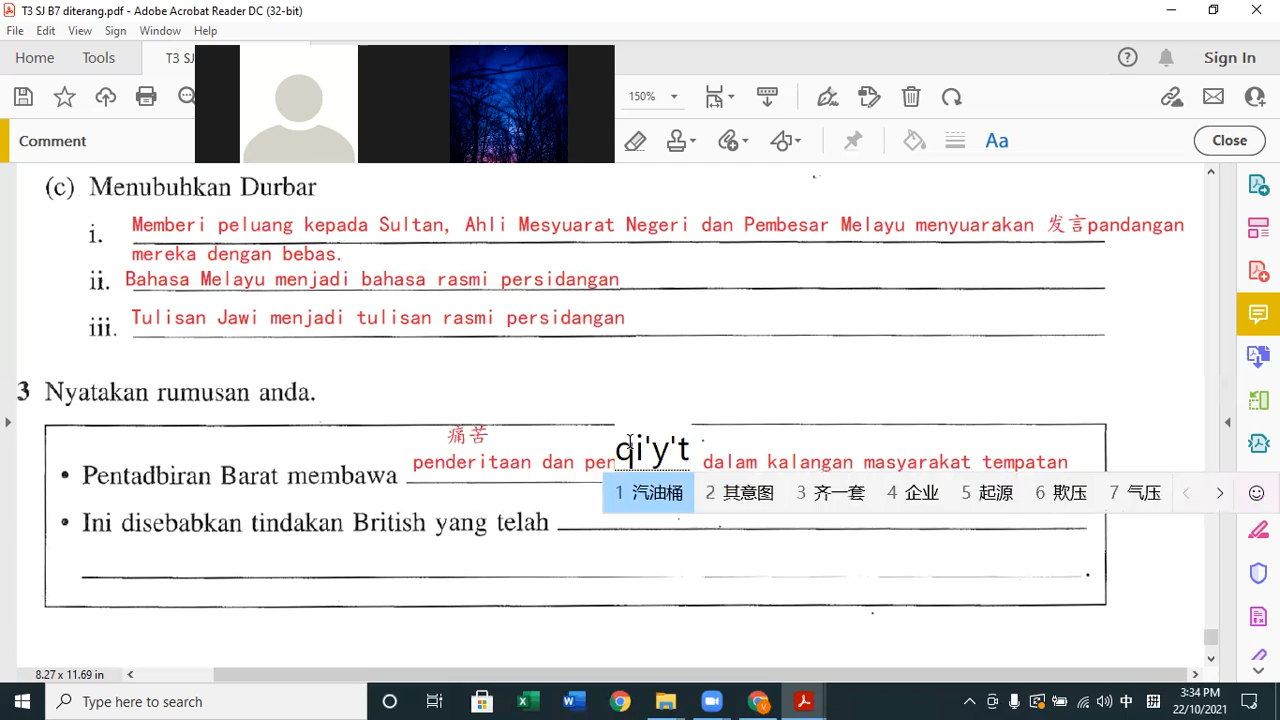 T3 SJ B7 diterang.pdf - Adobe Acrobat Reader DC (32-bit)
File Edit View Sign Window Help
Home Tools T3 SJ Sign In
150%
Comment Aa Close
(c) Menubuhkan Durbar
i. Memberi peluang kepada Sultan, Ahli Mesyuarat Negeri dan Pembesar Melayu menyuarakan 发言pandangan
mereka dengan bebas.
ii. Bahasa Melayu menjadi bahasa rasmi persidangan
iii. Tulisan Jawi menjadi tulisan rasmi persidangan
3 Nyatakan rumusan anda.
痛苦
qi'y't
• Pentadbiran Barat membawa penderitaan dan pen dalam kalangan masyarakat tempatan
1 汽油桶 2 其意图 3 齐一套 4 企业 5 起源 6 欺压 7 气压
• Ini disebabkan tindakan British yang telah
.
8.27 x 11.69 in
Type here to search
中 拼 3:34 PM
22/10/2021